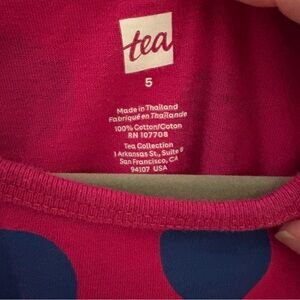 tea
5
Made in Thailand
Fabriqué en Thaïlande
100% Cotton/Coton
RN 107708
Tea Collection
1 Arkansas St., Suite B
San Francisco, CA
94107 USA